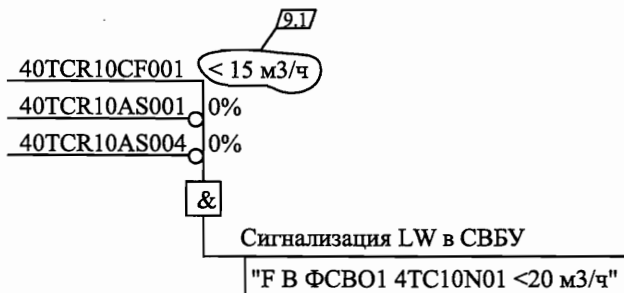 9.1
40TCR10CF001 < 15 м3/ч
40TCR10AS001 0%
40TCR10AS004 0%
&
Сигнализация LW в СВБУ
"F В ФСВО1 4TC10N01 <20 м3/ч"